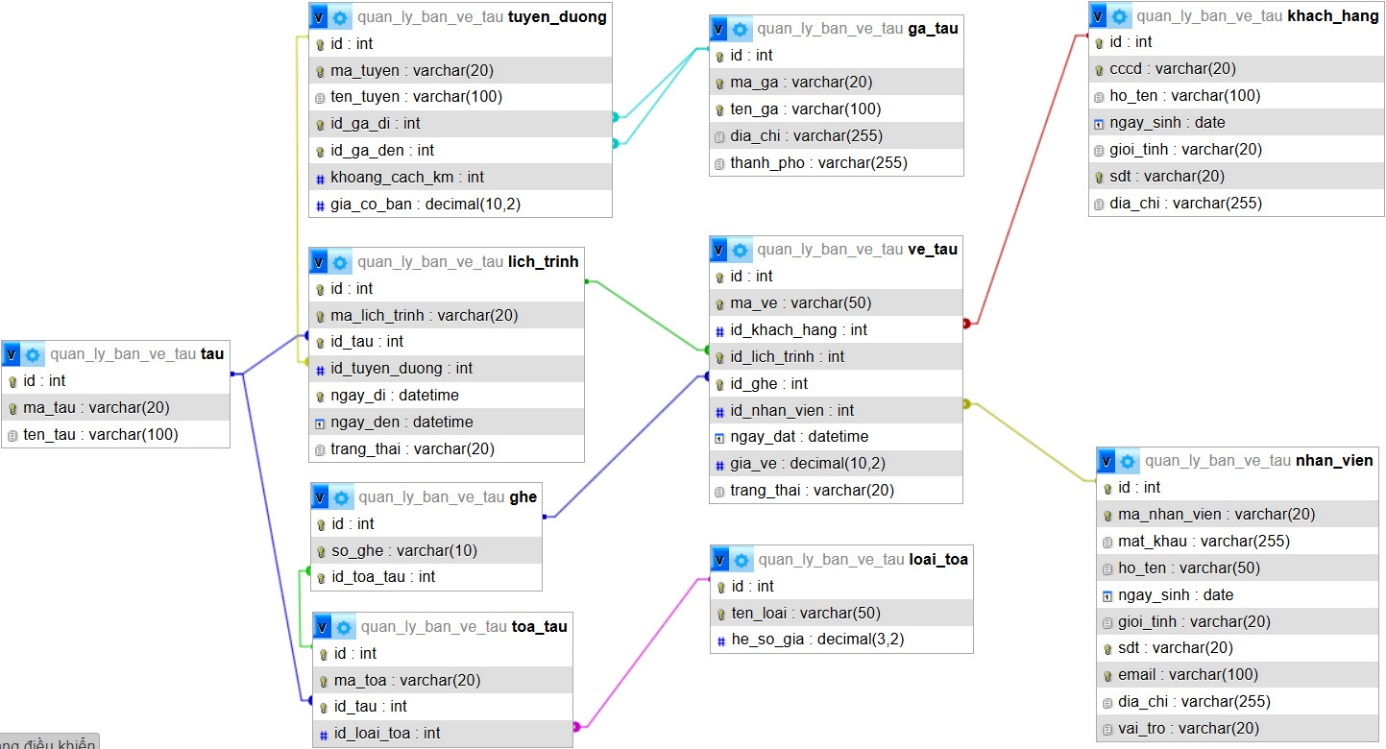 quan_ly_ban_ve_tau tuyen_duong
id : int
ma_tuyen : varchar(20)
ten_tuyen : varchar(100)
id_ga_di : int
id_ga_den : int
khoang_cach_km : int
gia_co_ban : decimal(10,2)
quan_ly_ban_ve_tau ga_tau
id : int
ma_ga : varchar(20)
ten_ga : varchar(100)
dia_chi : varchar(255)
thanh_pho : varchar(255)
quan_ly_ban_ve_tau khach_hang
id : int
cccd : varchar(20)
ho_ten : varchar(100)
ngay_sinh : date
gioi_tinh : varchar(20)
sdt : varchar(20)
dia_chi : varchar(255)
quan_ly_ban_ve_tau lich_trinh
id : int
ma_lich_trinh : varchar(20)
id_tau : int
id_tuyen_duong : int
ngay_di : datetime
ngay_den : datetime
trang_thai : varchar(20)
quan_ly_ban_ve_tau ve_tau
id : int
ma_ve : varchar(50)
id_khach_hang : int
id_lich_trinh : int
id_ghe : int
id_nhan_vien : int
ngay_dat : datetime
gia_ve : decimal(10,2)
trang_thai : varchar(20)
quan_ly_ban_ve_tau tau
id : int
ma_tau : varchar(20)
ten_tau : varchar(100)
quan_ly_ban_ve_tau ghe
id : int
so_ghe : varchar(10)
id_toa_tau : int
quan_ly_ban_ve_tau nhan_vien
id : int
ma_nhan_vien : varchar(20)
mat_khau : varchar(255)
ho_ten : varchar(50)
ngay_sinh : date
gioi_tinh : varchar(20)
sdt : varchar(20)
email : varchar(100)
dia_chi : varchar(255)
vai_tro : varchar(20)
quan_ly_ban_ve_tau loai_toa
id : int
ten_loai : varchar(50)
he_so_gia : decimal(3,2)
quan_ly_ban_ve_tau toa_tau
id : int
ma_toa : varchar(20)
id_tau : int
id_loai_toa : int
điều khiển